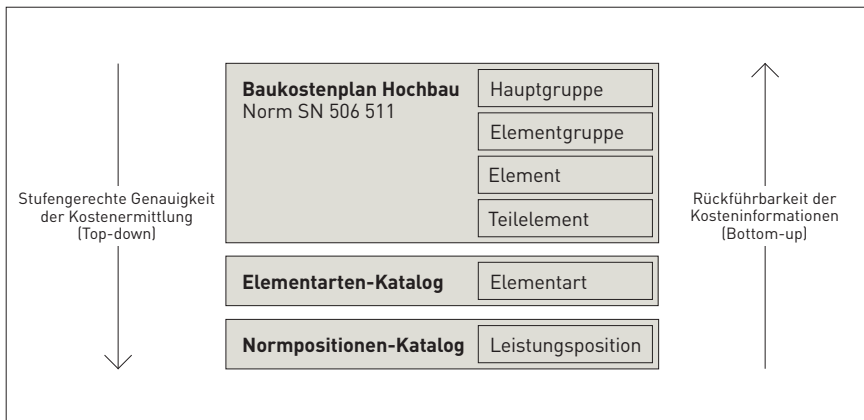 Baukostenplan Hochbau
Norm SN 506 511
Hauptgruppe
Elementgruppe
Element
Teilelement
Stufengerechte Genauigkeit
der Kostenermittlung
(Top-down)
Rückführbarkeit der
Kosteninformationen
(Bottom-up)
Elementarten-Katalog
Elementart
Normpositionen-Katalog
Leistungsposition